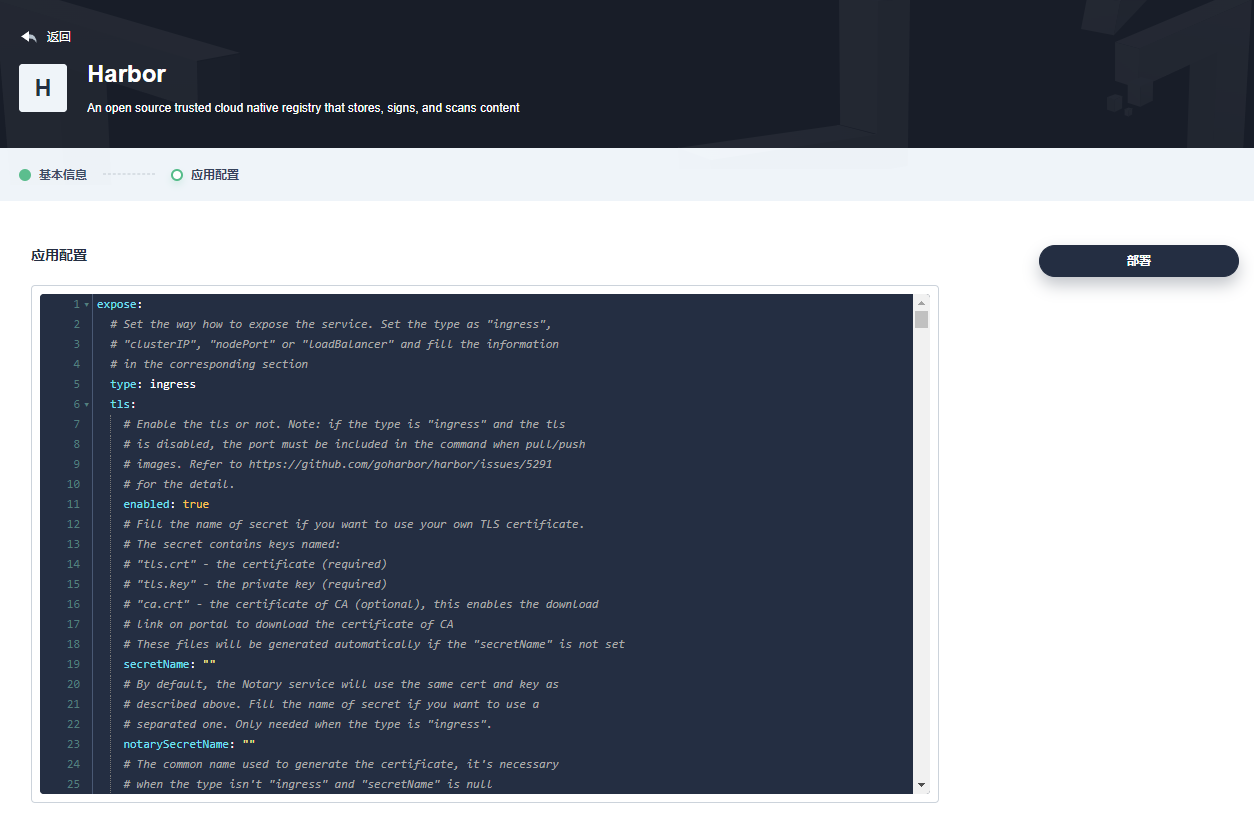 返回
H
Harbor
An open source trusted cloud native registry that stores, signs, and scans content
基本信息
应用配置
应用配置
部署
1 expose:
2 # Set the way how to expose the service. Set the type as "ingress",
3 # "clusterIP", "nodePort" or "loadBalancer" and fill the information
4 # in the corresponding section
5 type: ingress
6 tls:
7 # Enable the tls or not. Note: if the type is "ingress" and the tls
8 # is disabled, the port must be included in the command when pull/push
9 # images. Refer to https://github.com/goharbor/harbor/issues/5291
10 # for the detail.
11 enabled: true
12 # Fill the name of secret if you want to use your own TLS certificate.
13 # The secret contains keys named:
14 # "tls.crt" - the certificate (required)
15 # "tls.key" - the private key (required)
16 # "ca.crt" - the certificate of CA (optional), this enables the download
17 # link on portal to download the certificate of CA
18 # These files will be generated automatically if the "secretName" is not set
19 secretName: ""
20 # By default, the Notary service will use the same cert and key as
21 # described above. Fill the name of secret if you want to use a
22 # separated one. Only needed when the type is "ingress".
23 notarySecretName: ""
24 # The common name used to generate the certificate, it's necessary
25 # when the type isn't "ingress" and "secretName" is null